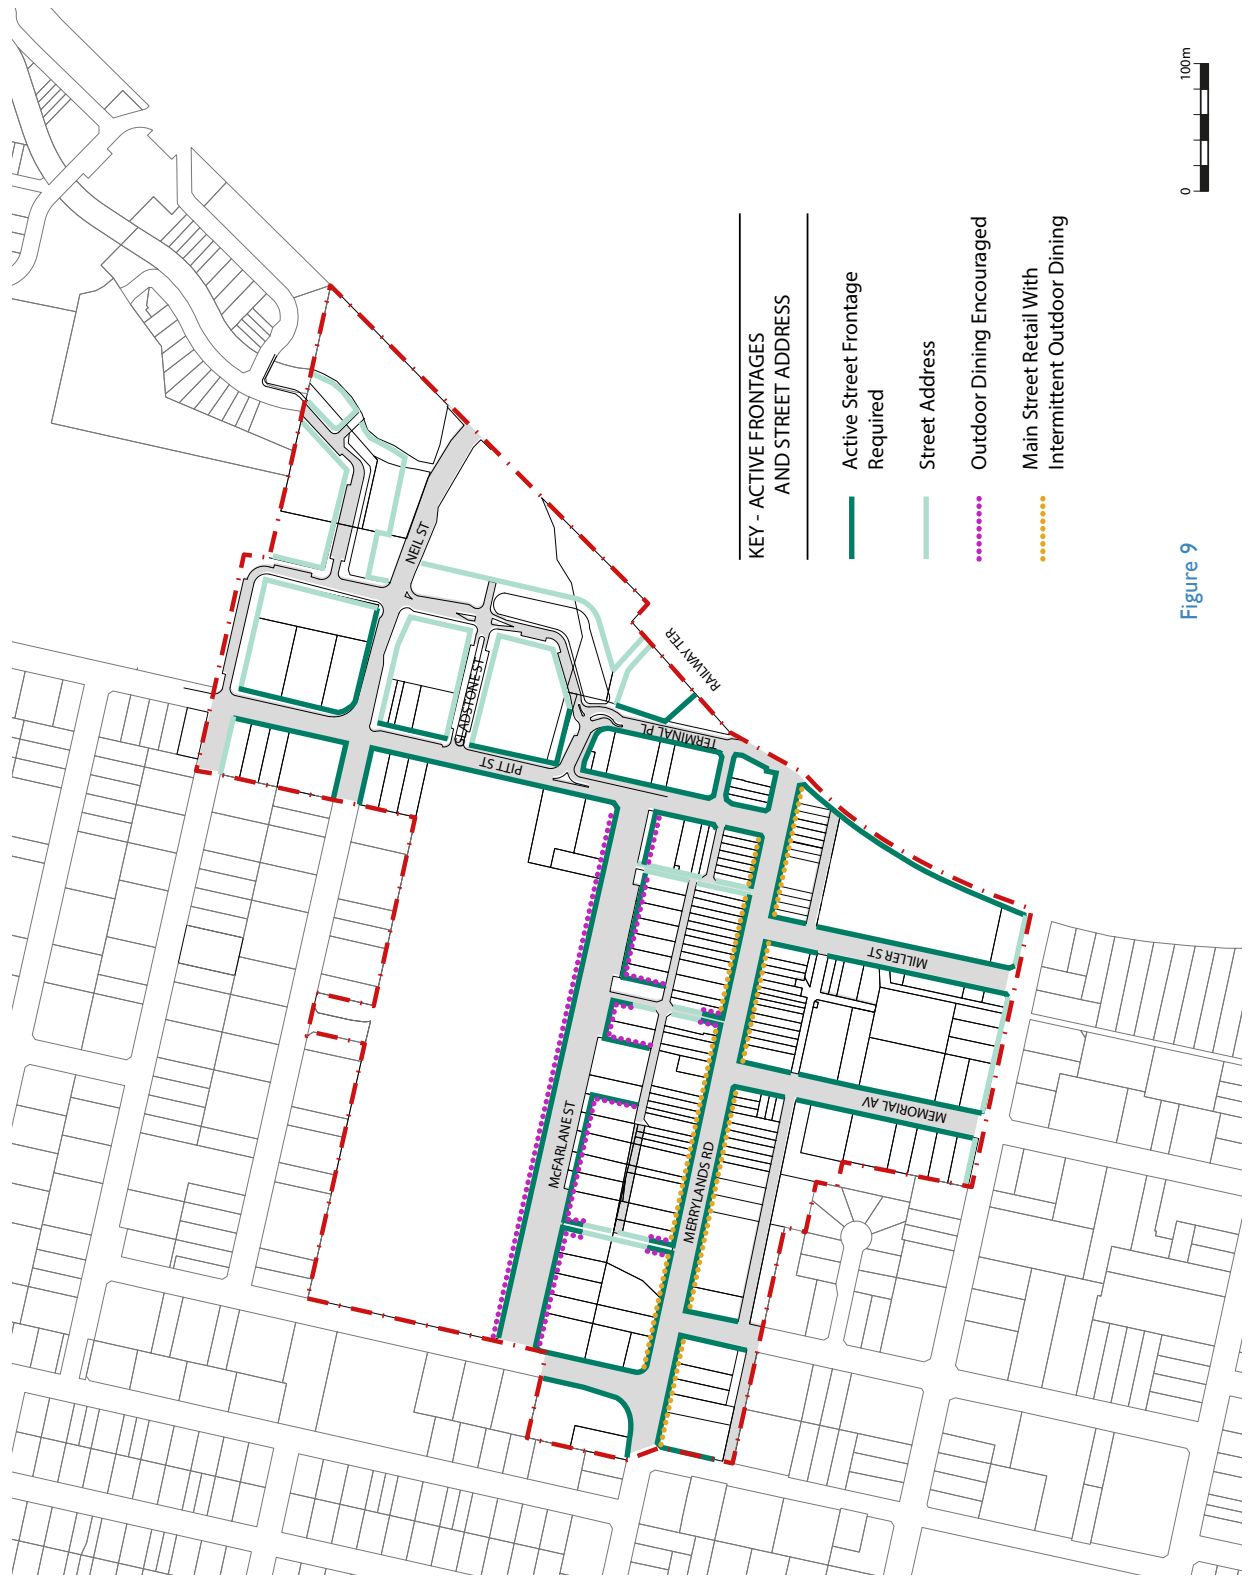 KEY - ACTIVE FRONTAGES
AND STREET ADDRESS
Active Street Frontage
Required
Street Address
Outdoor Dining Encouraged
Main Street Retail With
Intermittent Outdoor Dining
0
100m
Figure 9
NEIL ST
GLADSTONE ST
PITT ST
TERMINAL PL
RAILWAY TER
McFARLANE ST
MERRYLANDS RD
MILLER ST
MEMORIAL AV